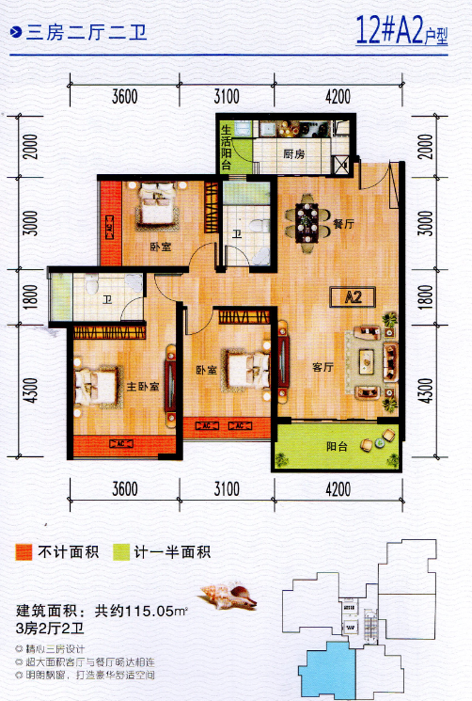 三房二厅二卫
12#A2户型
3600 3100 4200
2000
3000
1800
4300
2000
3000
1800
4300
生活阳台
厨房
卧室
卫
餐厅
卫
A2
主卧室
卧室
客厅
阳台
3600 3100 4200
不计面积 计一半面积
建筑面积：共约115.05㎡
3房2厅2卫
精心三房设计
超大面积客厅与餐厅畅达相连
明朗飘窗，打造豪华舒适空间